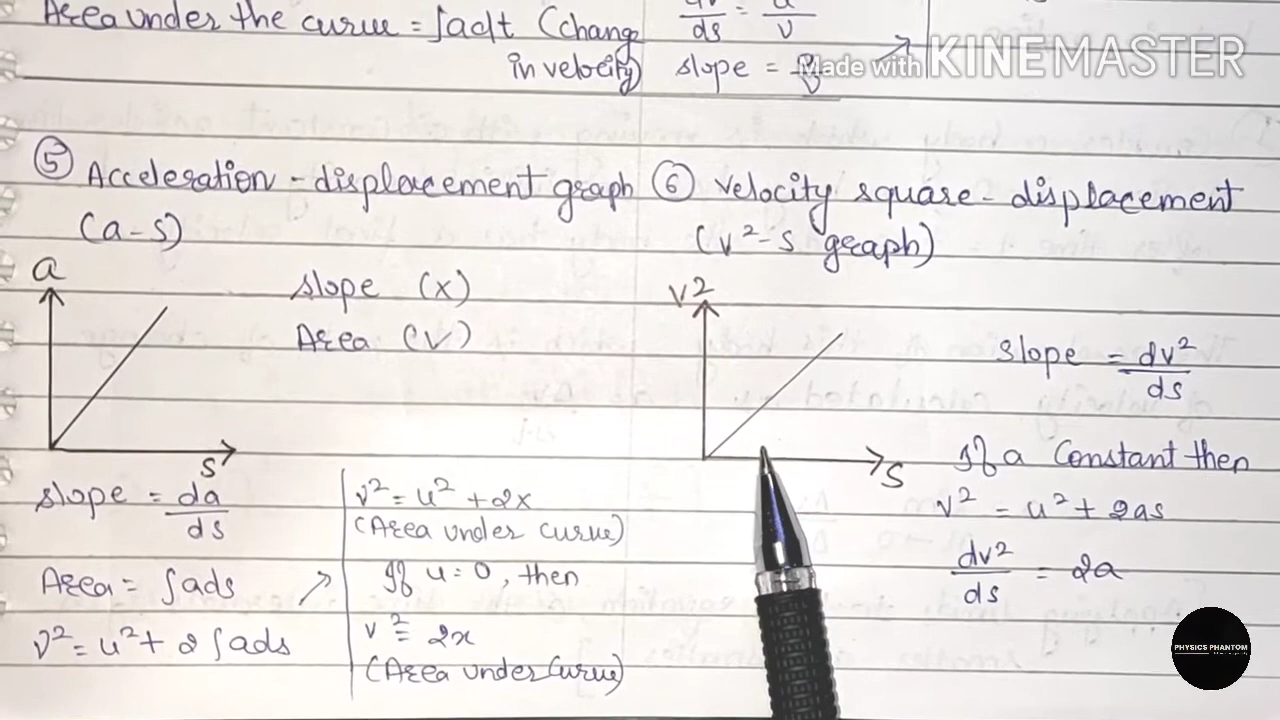 Area under the curve = ∫adt (change
in velocity)
dv/ds = a/v
slope = a/v
Made with KINEMASTER
⑤ Acceleration - displacement graph
(a-s)
a
s
slope (x)
Area (✓)
slope = da/ds
Area = ∫ads
v² = u² + 2∫ads
v² = u² + 2x
(Area under curve)
If u = 0, then
v² = 2x
(Area under curve)
⑥ velocity square - displacement
(v² - s graph)
v²
s
slope = dv²/ds
If a constant then
v² = u² + 2as
dv²/ds = 2a
PHYSICS PHANTOM